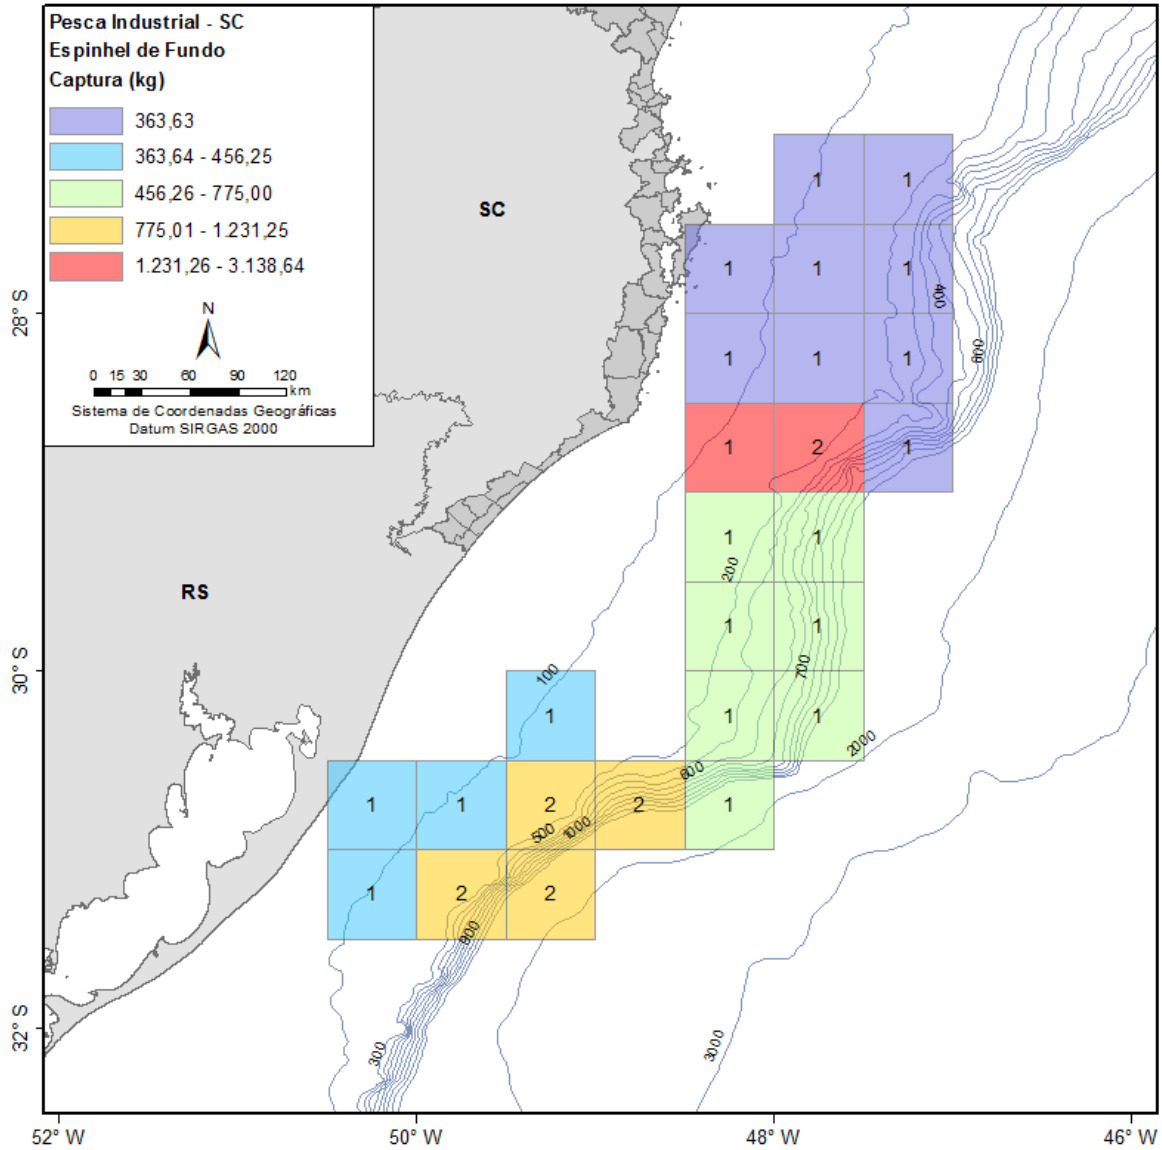 Pesca Industrial - SC
Espinhel de Fundo
Captura (kg)
363,63
363,64 - 456,25
456,26 - 775,00
775,01 - 1.231,25
1.231,26 - 3.138,64
N
0 15 30 60 90 120
km
Sistema de Coordenadas Geográficas
Datum SIRGAS 2000
SC
RS
1 1
1 1 1
400
1 1 1
800
1 2 1
1 1
200
1 1
700
100
1 1 1
2000
600
1 1 2 2 1
500 1000
1 2 2
900
300
3000
28° S
30° S
32° S
52° W 50° W 48° W 46° W